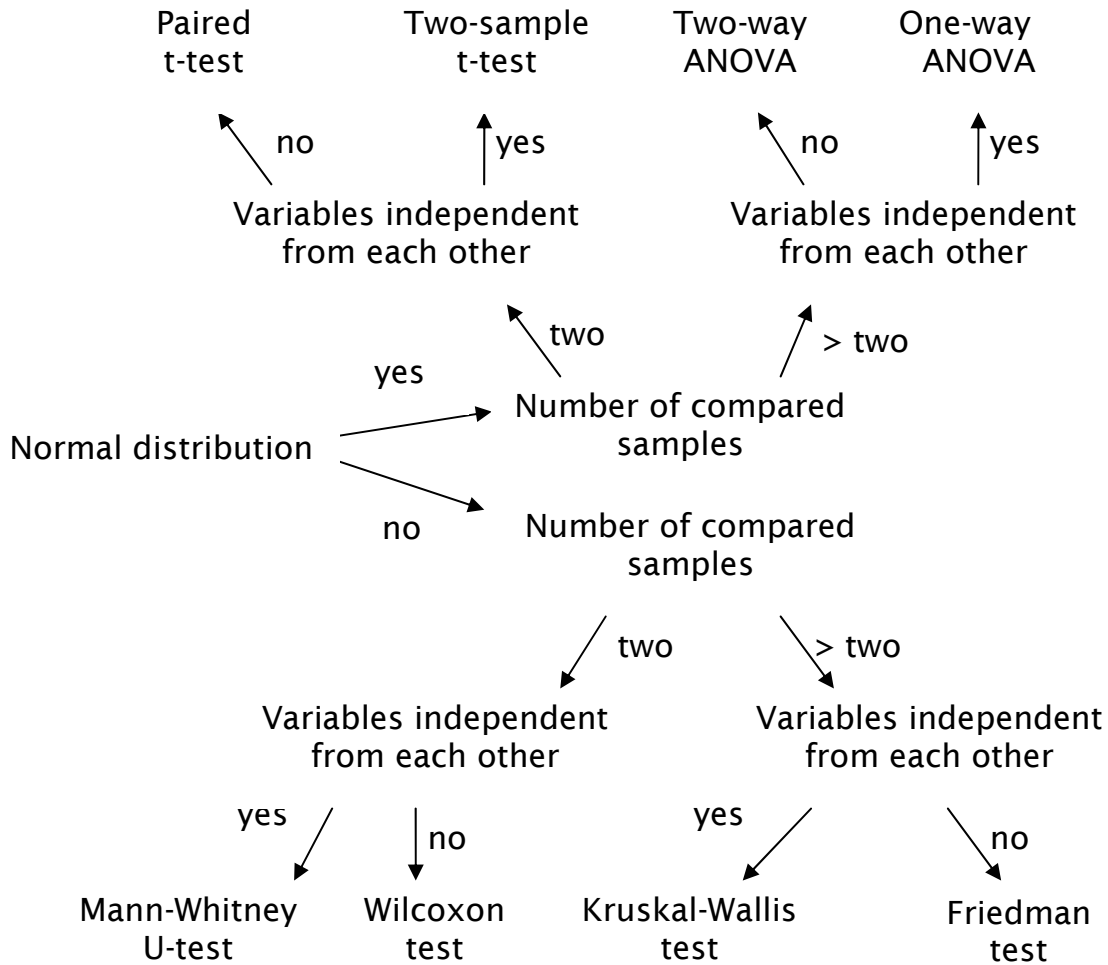 Paired
t-test
Two-sample
t-test
Two-way
ANOVA
One-way
ANOVA
no
yes
no
yes
Variables independent
from each other
Variables independent
from each other
two
> two
yes
Number of compared
samples
Normal distribution
no
Number of compared
samples
two
> two
Variables independent
from each other
Variables independent
from each other
yes
no
yes
no
Mann-Whitney
U-test
Wilcoxon
test
Kruskal-Wallis
test
Friedman
test